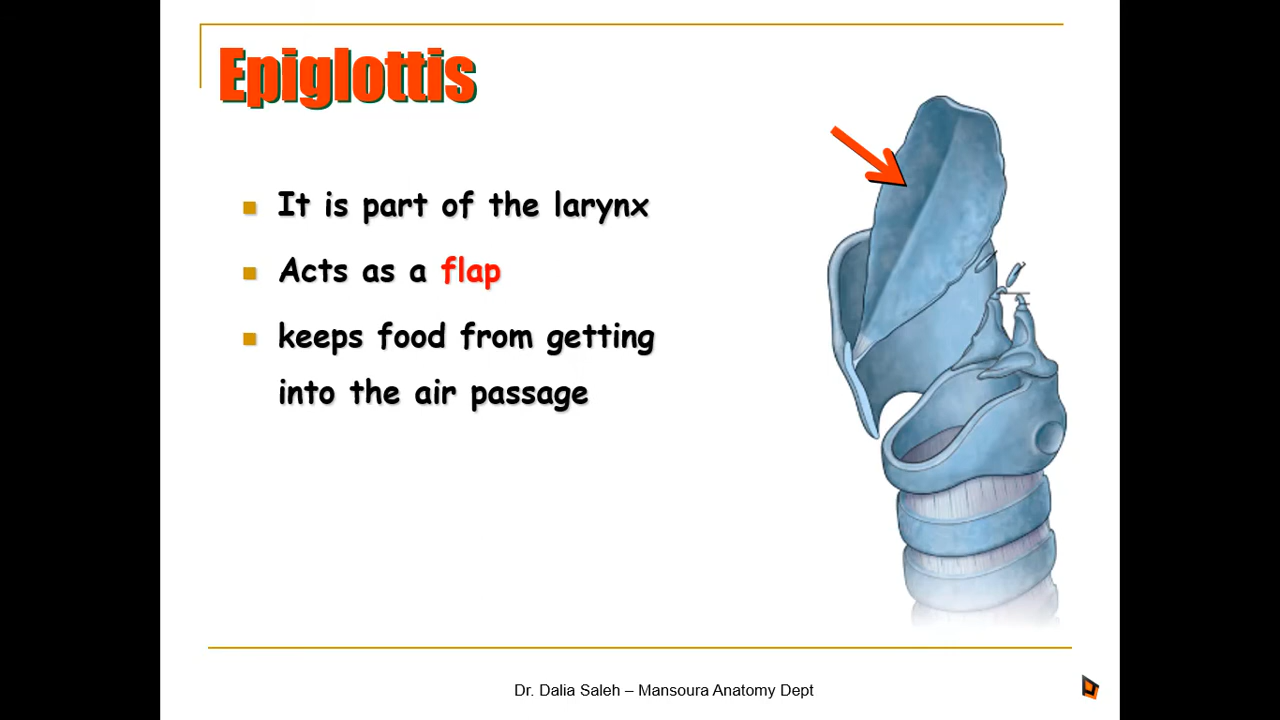 Epiglottis
It is part of the larynx
Acts as a flap
keeps food from getting
into the air passage
Dr. Dalia Saleh – Mansoura Anatomy Dept